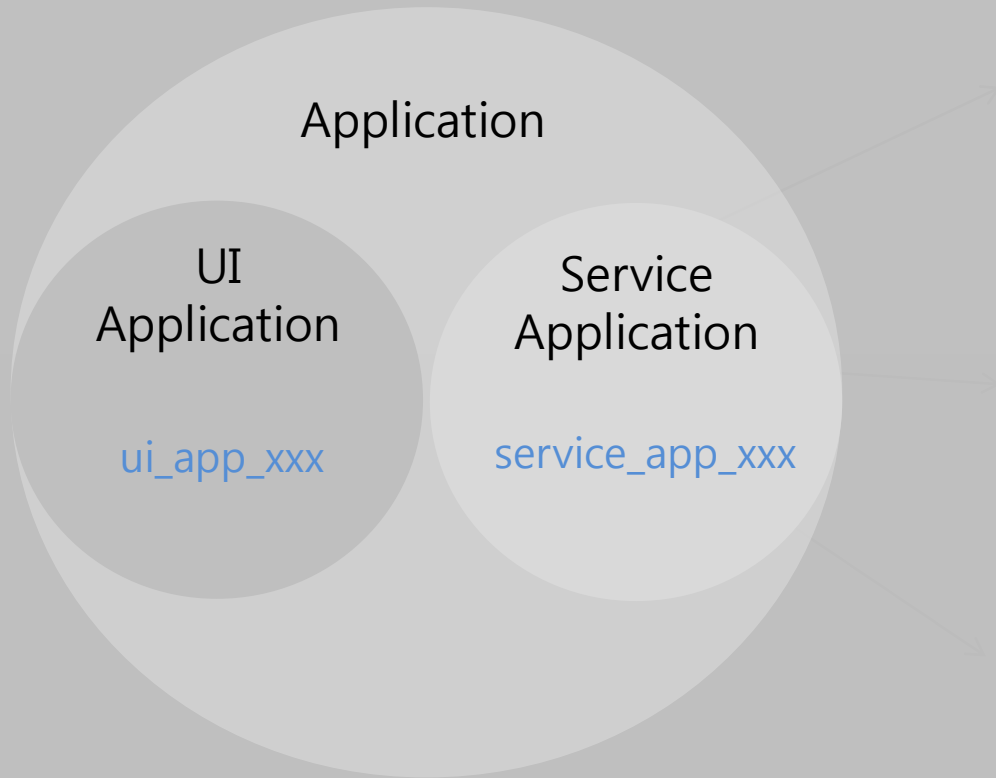 Application
UI
Application
ui_app_xxx
Service
Application
service_app_xxx